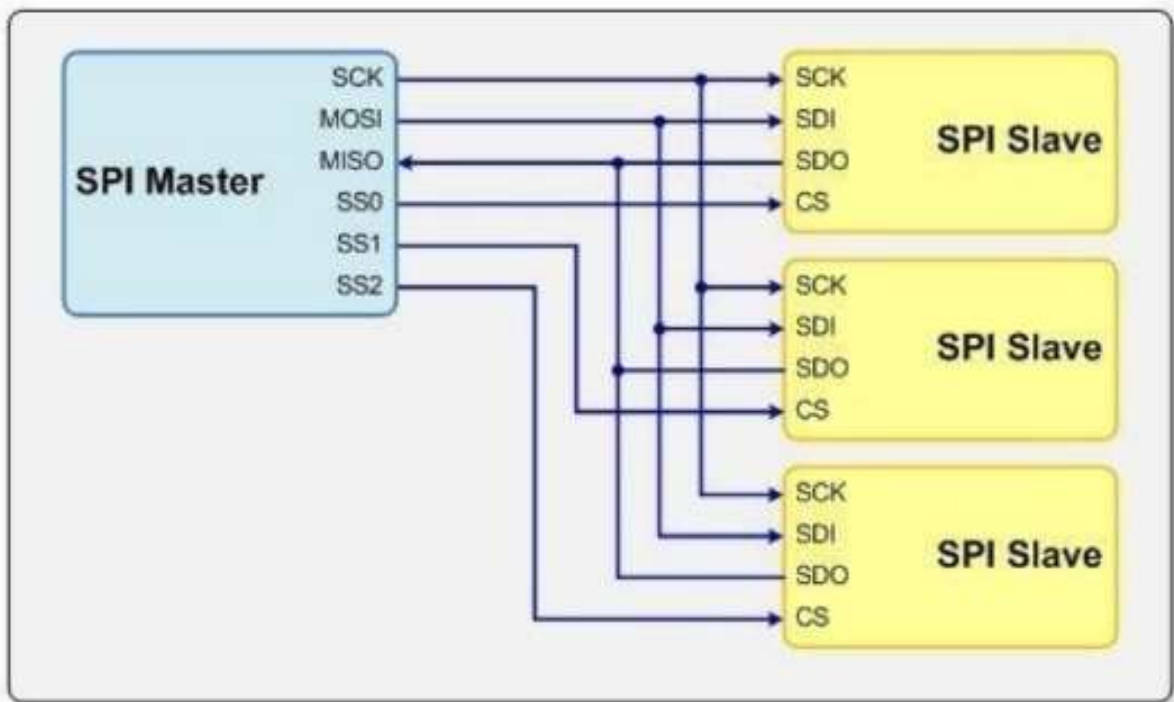 SPI Master
SCK
MOSI
MISO
SS0
SS1
SS2
SCK
SDI
SDO
CS
SPI Slave
SCK
SDI
SDO
CS
SPI Slave
SCK
SDI
SDO
CS
SPI Slave